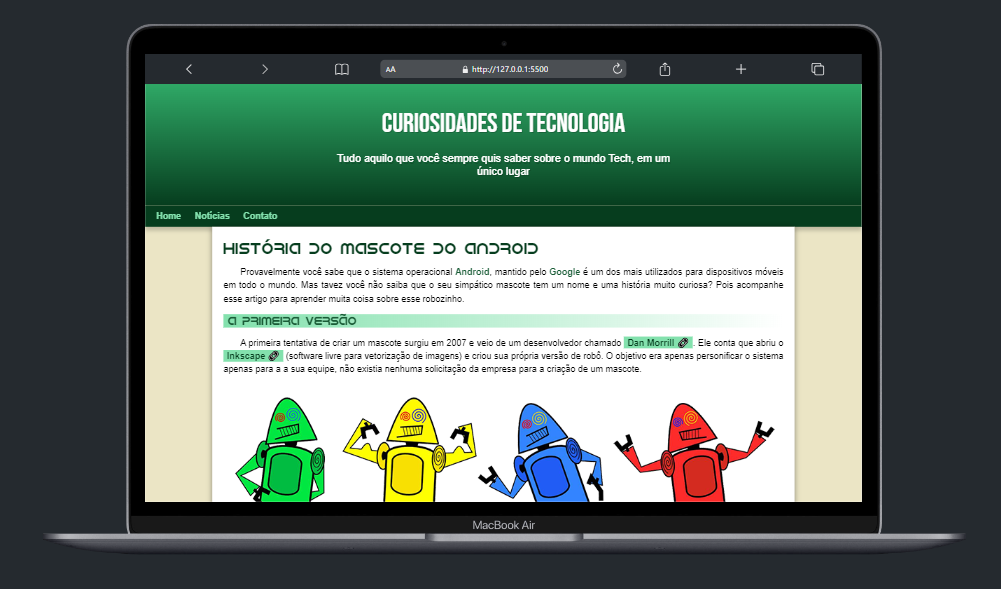 AA http://127.0.0.1:5500
CURIOSIDADES DE TECNOLOGIA
Tudo aquilo que você sempre quis saber sobre o mundo Tech, em um
único lugar
Home Notícias Contato
História do Mascote do Android
Provavelmente você sabe que o sistema operacional Android, mantido pelo Google é um dos mais utilizados para dispositivos móveis
em todo o mundo. Mas tavez você não saiba que o seu simpático mascote tem um nome e uma história muito curiosa? Pois acompanhe
esse artigo para aprender muita coisa sobre esse robozinho.
A primeira versão
A primeira tentativa de criar um mascote surgiu em 2007 e veio de um desenvolvedor chamado Dan Morrill. Ele conta que abriu o
Inkscape (software livre para vetorização de imagens) e criou sua própria versão de robô. O objetivo era apenas personificar o sistema
apenas para a a sua equipe, não existia nenhuma solicitação da empresa para a criação de um mascote.
MacBook Air